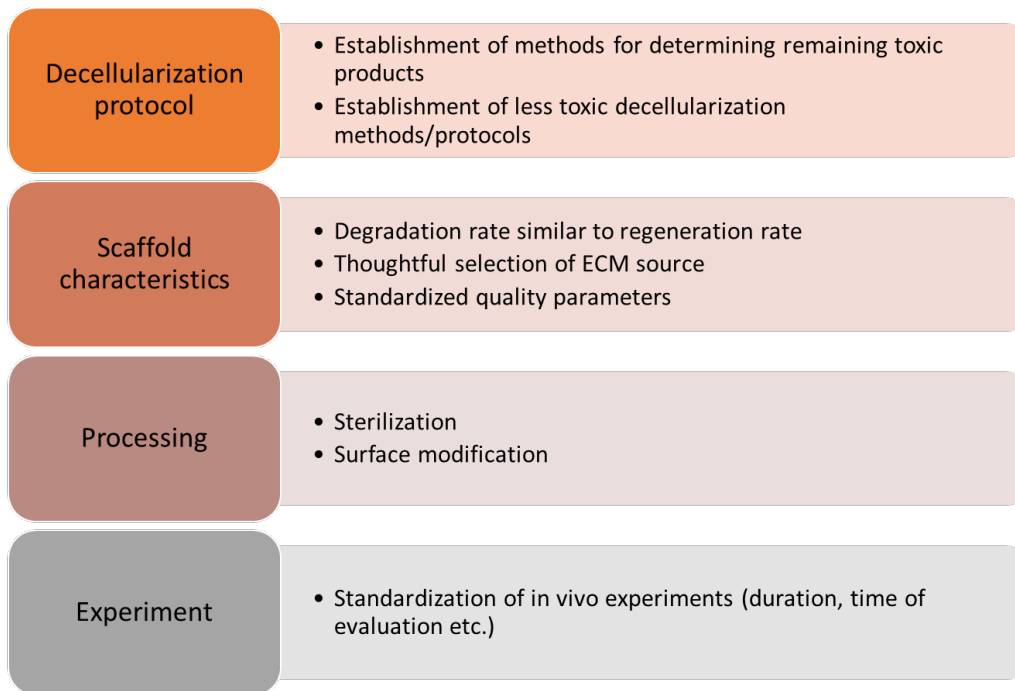 Decellularization
protocol
• Establishment of methods for determining remaining toxic
products
• Establishment of less toxic decellularization
methods/protocols
Scaffold
characteristics
• Degradation rate similar to regeneration rate
• Thoughtful selection of ECM source
• Standardized quality parameters
Processing
• Sterilization
• Surface modification
Experiment
• Standardization of in vivo experiments (duration, time of
evaluation etc.)